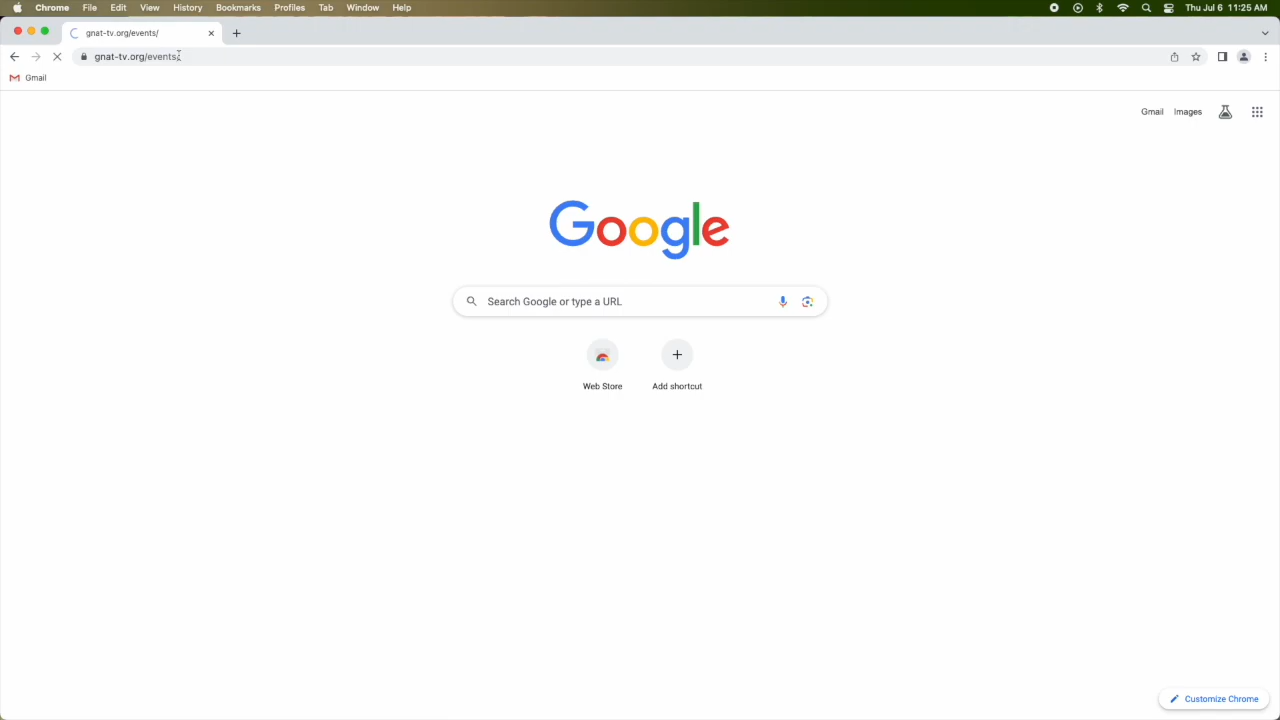 Chrome File Edit View History Bookmarks Profiles Tab Window Help Thu Jul 6 11:25 AM
gnat-tv.org/events/
gnat-tv.org/events/
Gmail
Gmail Images
Google
Search Google or type a URL
Web Store Add shortcut
Customize Chrome